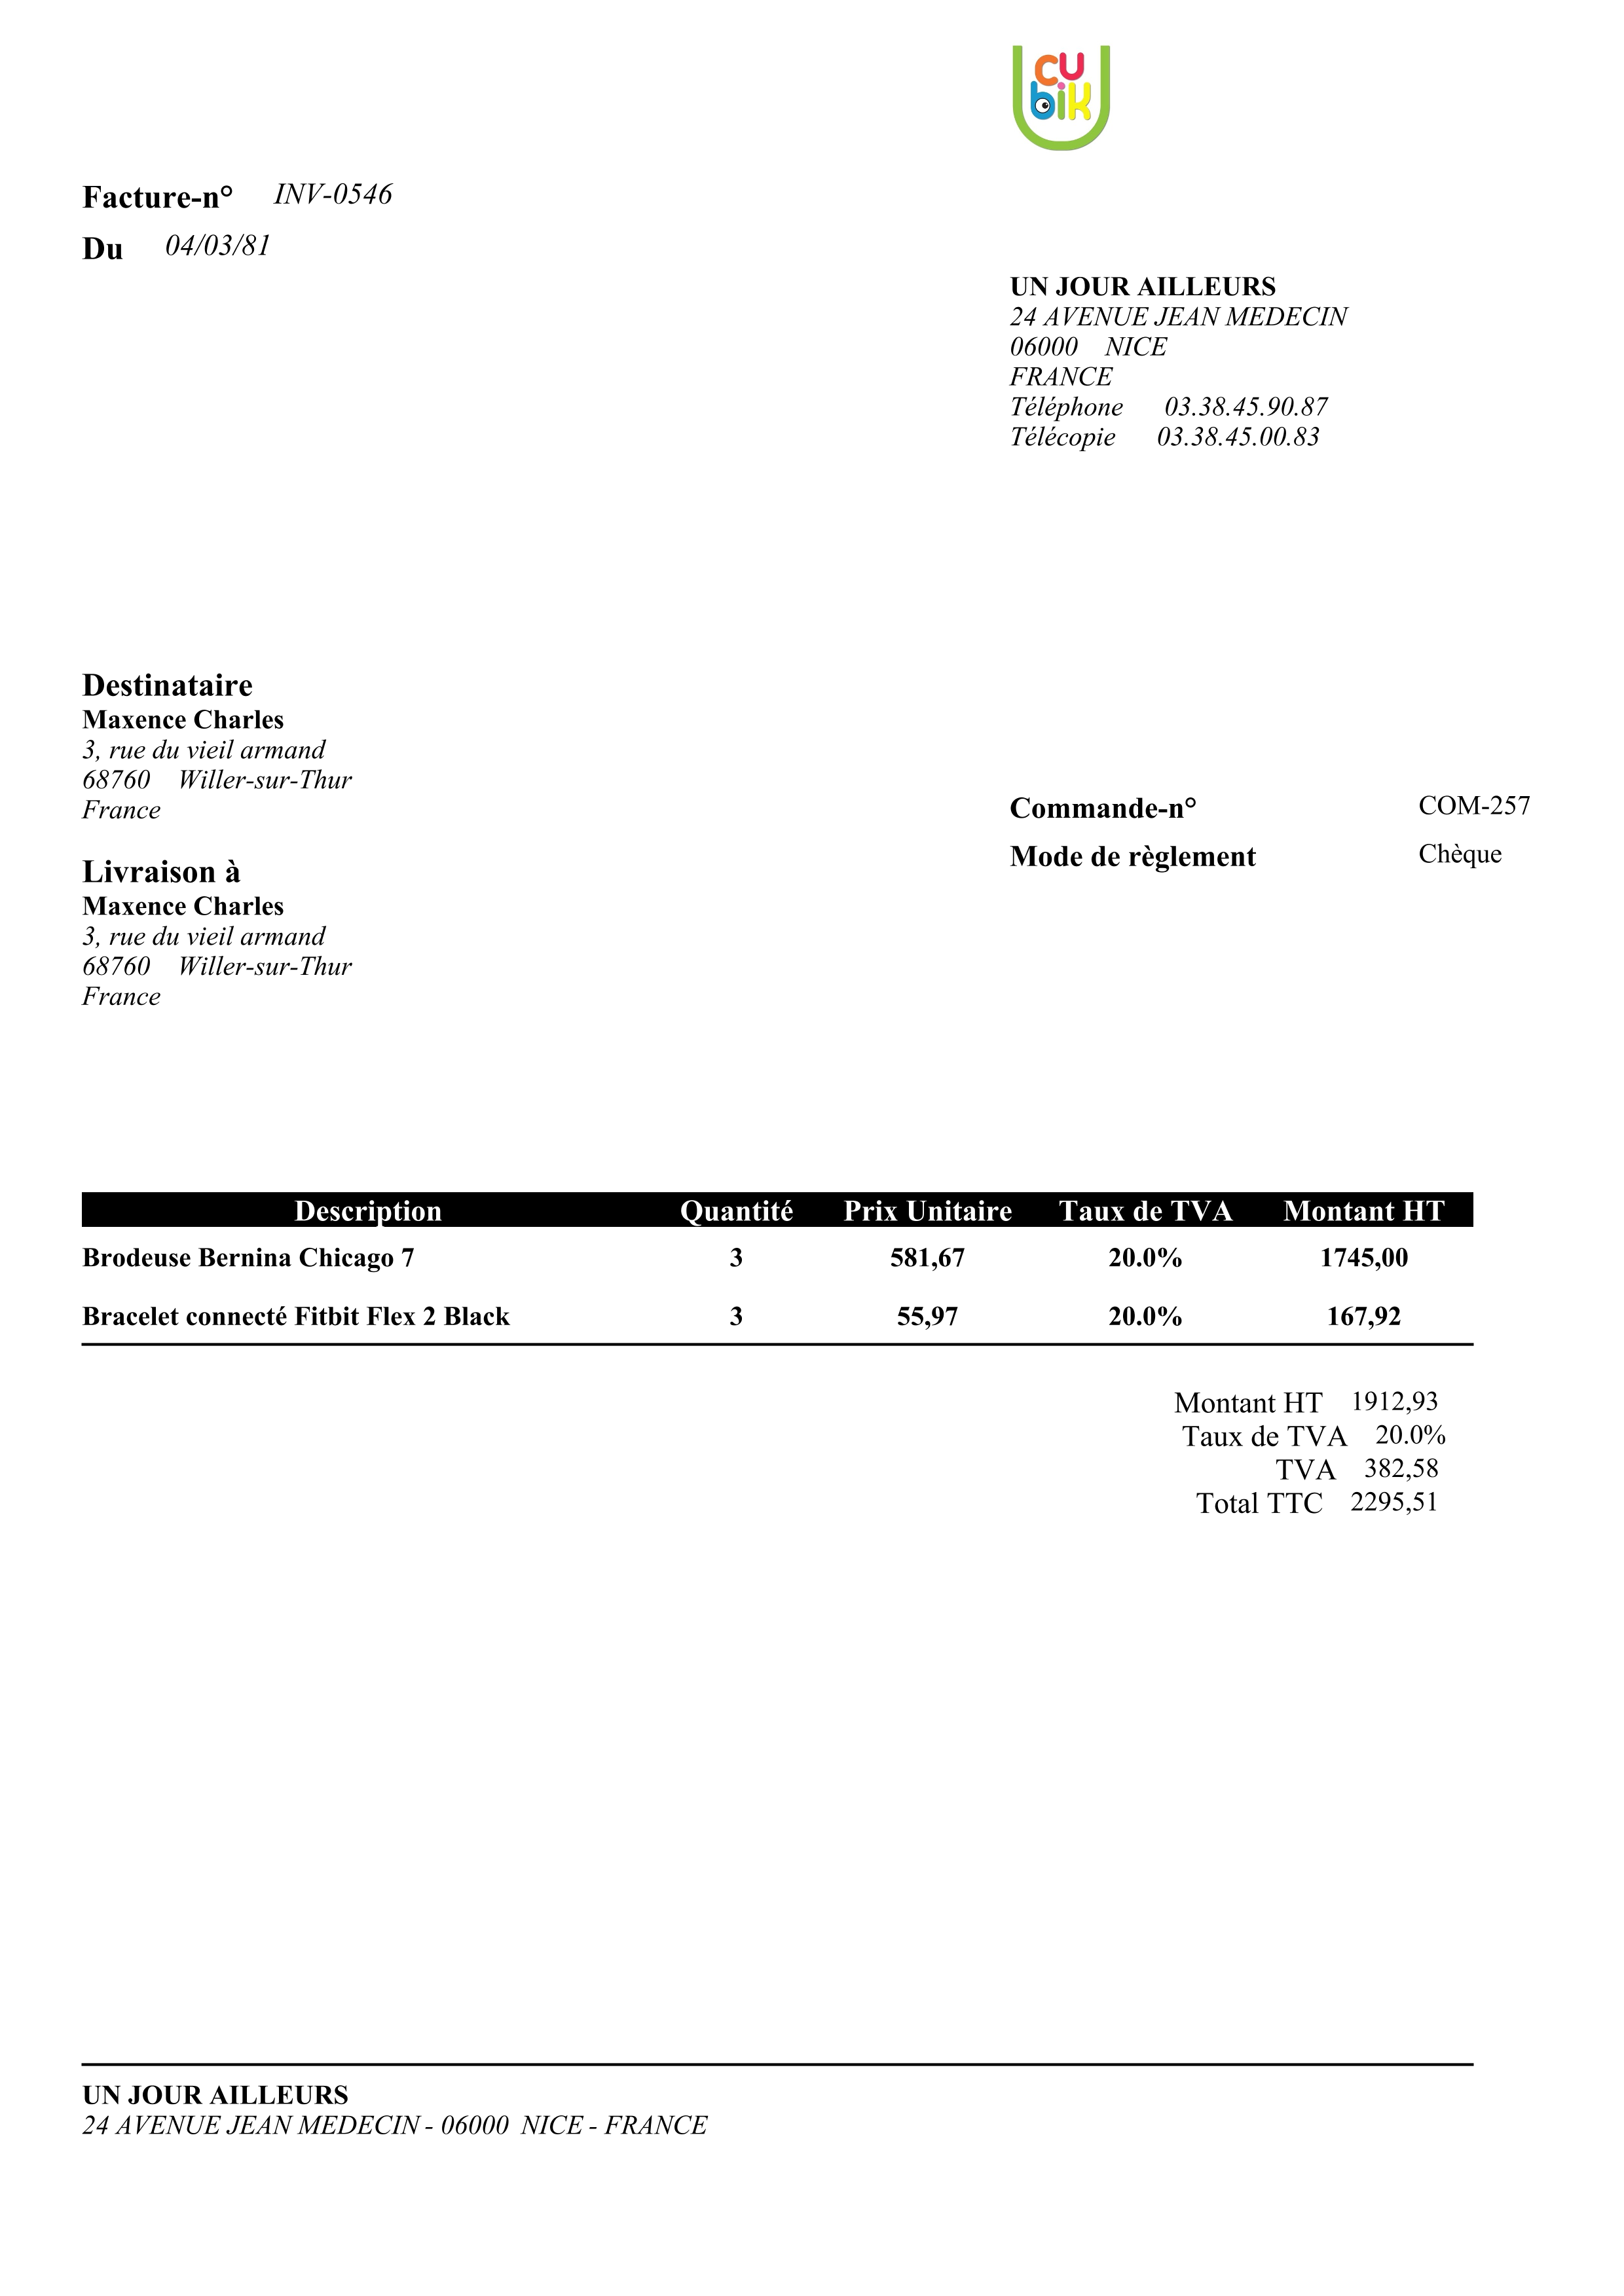 cu
bik
Facture-n° INV-0546
Du 04/03/81
UN JOUR AILLEURS
24 AVENUE JEAN MEDECIN
06000 NICE
FRANCE
Téléphone 03.38.45.90.87
Télécopie 03.38.45.00.83
Destinataire
Maxence Charles
3, rue du vieil armand
68760 Willer-sur-Thur
France
Commande-n° COM-257
Mode de règlement Chèque
Livraison à
Maxence Charles
3, rue du vieil armand
68760 Willer-sur-Thur
France
Description Quantité Prix Unitaire Taux de TVA Montant HT
Brodeuse Bernina Chicago 7 3 581,67 20.0% 1745,00
Bracelet connecté Fitbit Flex 2 Black 3 55,97 20.0% 167,92
Montant HT 1912,93
Taux de TVA 20.0%
TVA 382,58
Total TTC 2295,51
UN JOUR AILLEURS
24 AVENUE JEAN MEDECIN - 06000 NICE - FRANCE